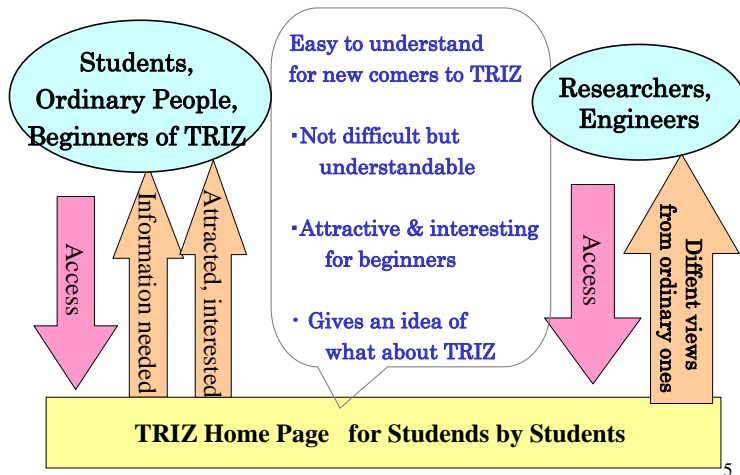 Students,
Ordinary People,
Beginners of TRIZ
Easy to understand
for new comers to TRIZ
・Not difficult but
understandable
・Attractive & interesting
for beginners
・ Gives an idea of
what about TRIZ
Researchers,
Engineers
Access
Information needed
Attracted, interested
Access
Diffent views
from ordinary ones
TRIZ Home Page for Studends by Students
5